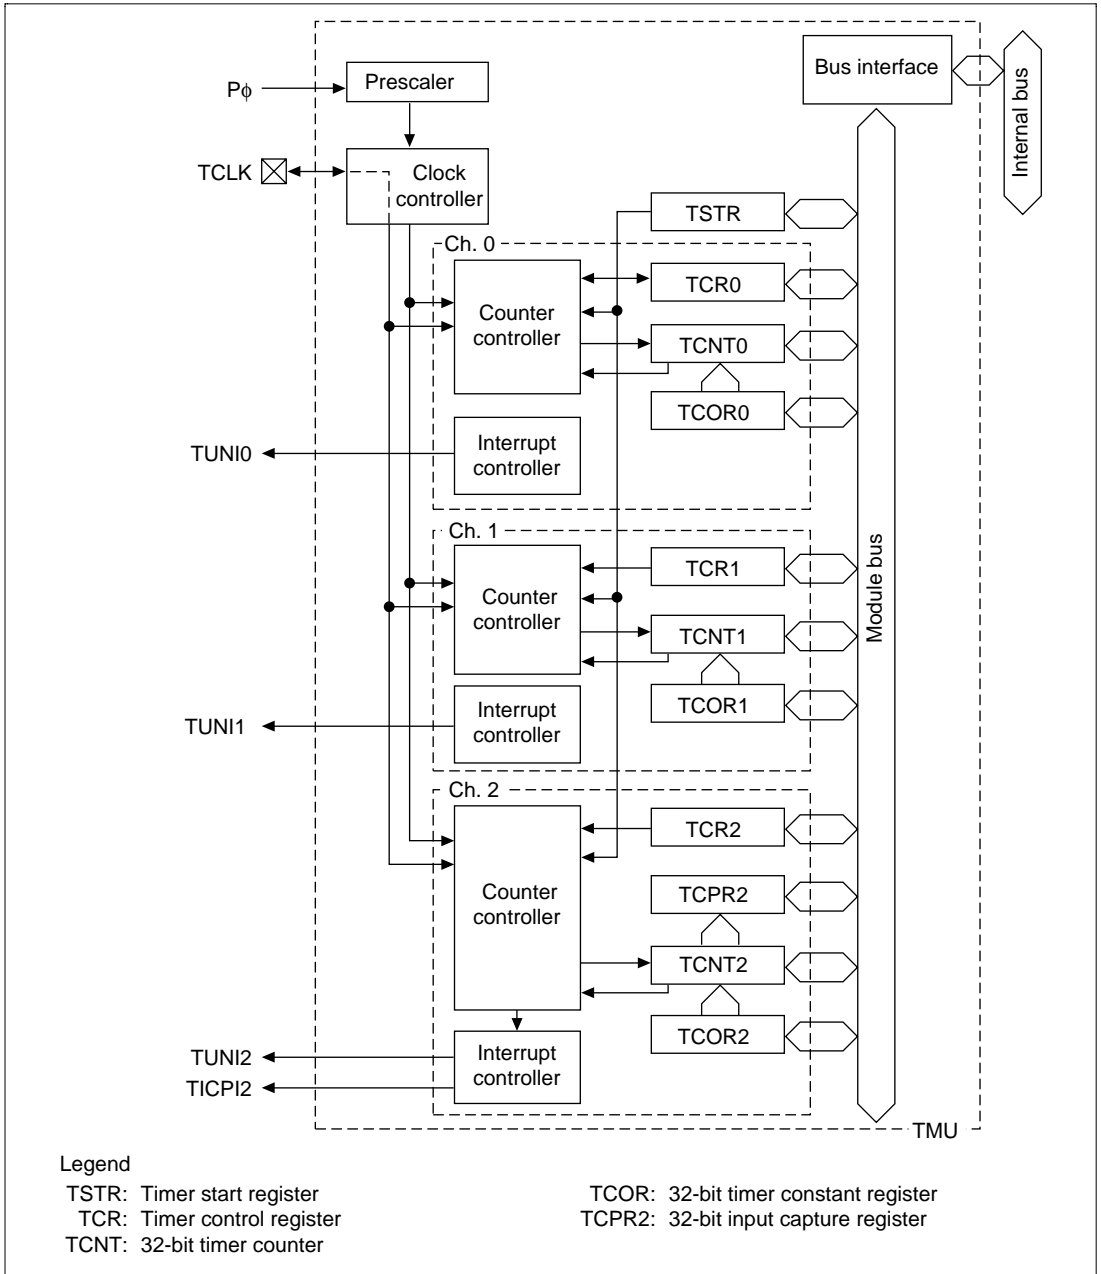 Bus interface
Internal bus
Prescaler
Pϕ
TCLK
Clock
controller
TSTR
Ch. 0
Counter
controller
TCR0
TCNT0
TCOR0
TUNI0
Interrupt
controller
Module bus
Ch. 1
Counter
controller
TCR1
TCNT1
TCOR1
TUNI1
Interrupt
controller
Ch. 2
Counter
controller
TCR2
TCPR2
TCNT2
TCOR2
TUNI2
TICPI2
Interrupt
controller
TMU
Legend
TSTR: Timer start register
TCR: Timer control register
TCNT: 32-bit timer counter
TCOR: 32-bit timer constant register
TCPR2: 32-bit input capture register